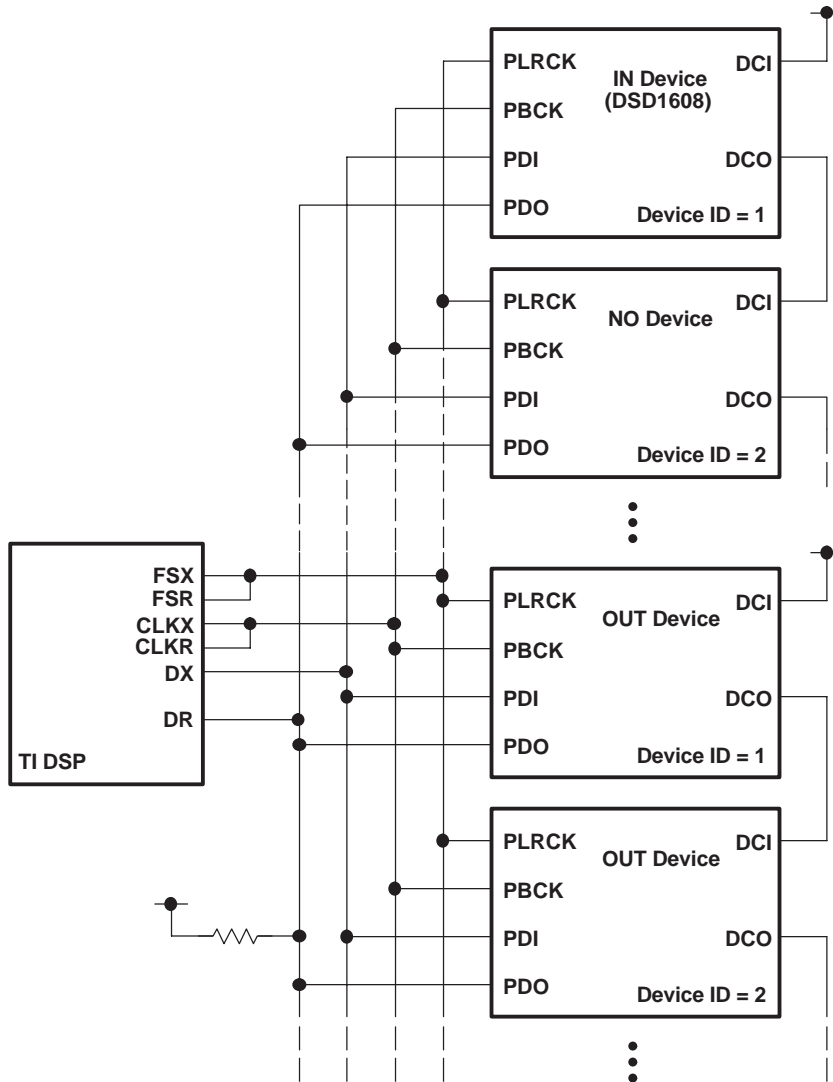 PLRCK
IN Device
DCI
(DSD1608)
PBCK
PDI
DCO
PDO
Device ID = 1
PLRCK
DCI
NO Device
PBCK
PDI
DCO
PDO
Device ID = 2
FSX
FSR
CLKX
CLKR
DX
DR
TI DSP
PLRCK
DCI
OUT Device
PBCK
PDI
DCO
PDO
Device ID = 1
PLRCK
DCI
OUT Device
PBCK
PDI
DCO
PDO
Device ID = 2